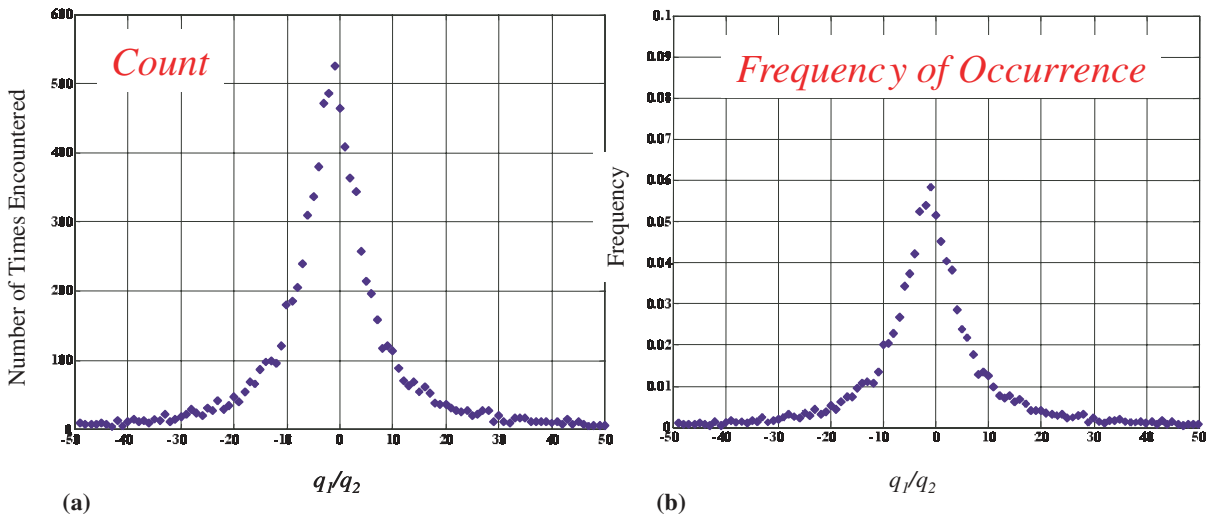 Count
Number of Times Encountered
600
500
400
300
200
100
0
-50 -40 -30 -20 -10 0 10 20 30 40 50
q₁/q₂
(a)
Frequency of Occurrence
Frequency
0.1
0.09
0.08
0.07
0.06
0.05
0.04
0.03
0.02
0.01
0
-50 -40 -30 -20 -10 0 10 20 30 40 50
q₁/q₂
(b)